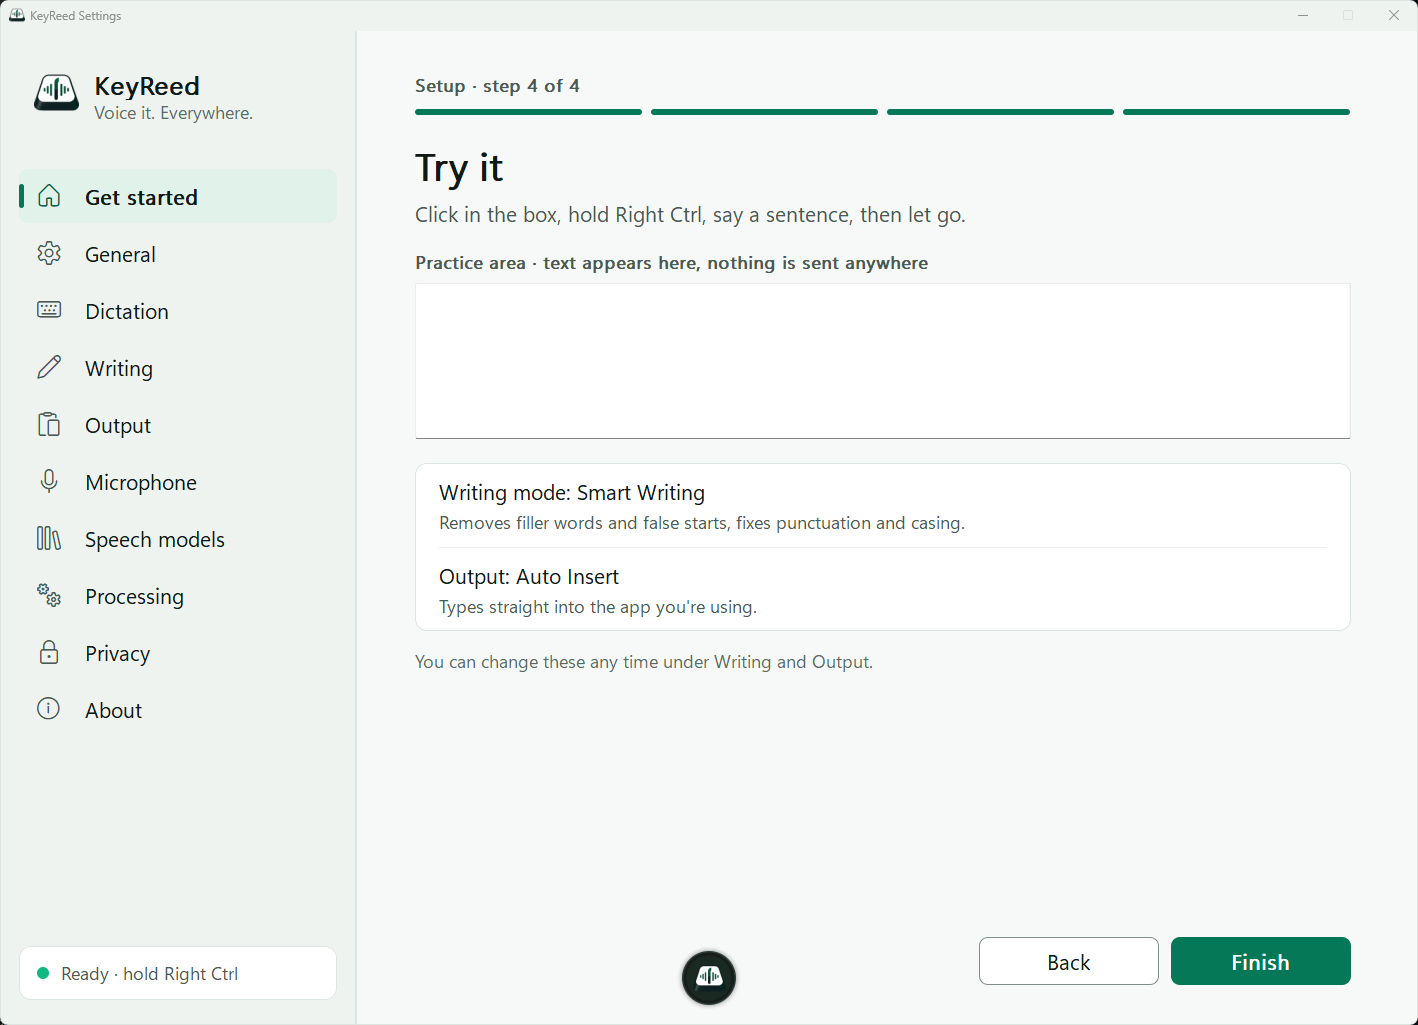 KeyReed Settings
KeyReed
Voice it. Everywhere.
Get started
General
Dictation
Writing
Output
Microphone
Speech models
Processing
Privacy
About
Ready · hold Right Ctrl
Setup · step 4 of 4
Try it
Click in the box, hold Right Ctrl, say a sentence, then let go.
Practice area · text appears here, nothing is sent anywhere
Writing mode: Smart Writing
Removes filler words and false starts, fixes punctuation and casing.
Output: Auto Insert
Types straight into the app you're using.
You can change these any time under Writing and Output.
Back
Finish